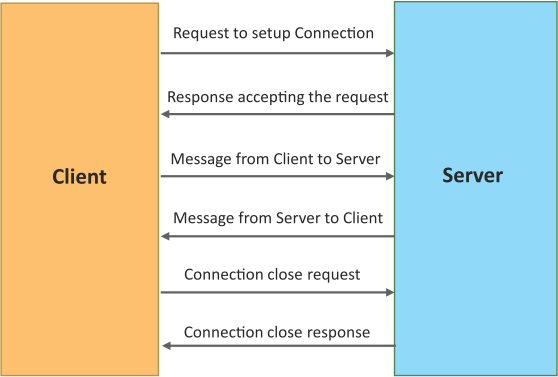 Request to setup Connection
Response accepting the request
Client
Message from Client to Server
Server
Message from Server to Client
Connection close request
Connection close response